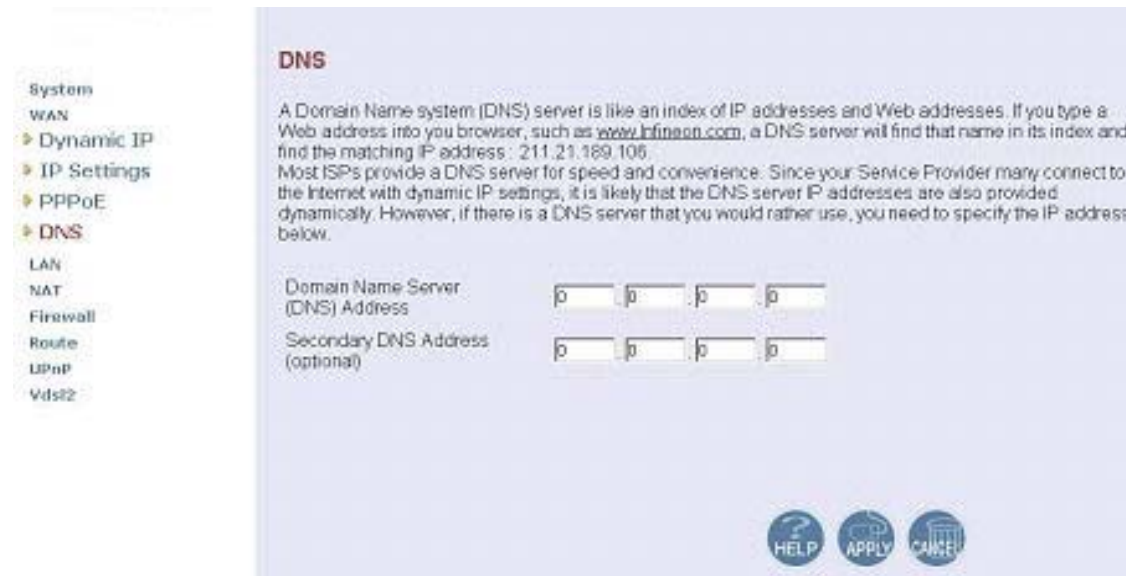 System
WAN
Dynamic IP
IP Settings
PPPoE
DNS
LAN
NAT
Firewall
Route
UPnP
Vdsl2
DNS
A Domain Name system (DNS) server is like an index of IP addresses and Web addresses. If you type a
Web address into you browser, such as www.Infineon.com, a DNS server will find that name in its index and
find the matching IP address : 211.21.189.106.
Most ISPs provide a DNS server for speed and convenience. Since your Service Provider many connect to
the Internet with dynamic IP settings, it is likely that the DNS server IP addresses are also provided
dynamically. However, if there is a DNS server that you would rather use, you need to specify the IP address
below.
Domain Name Server
(DNS) Address
0 . 0 . 0 . 0
Secondary DNS Address
(optional)
0 . 0 . 0 . 0
HELP
APPLY
CANCEL